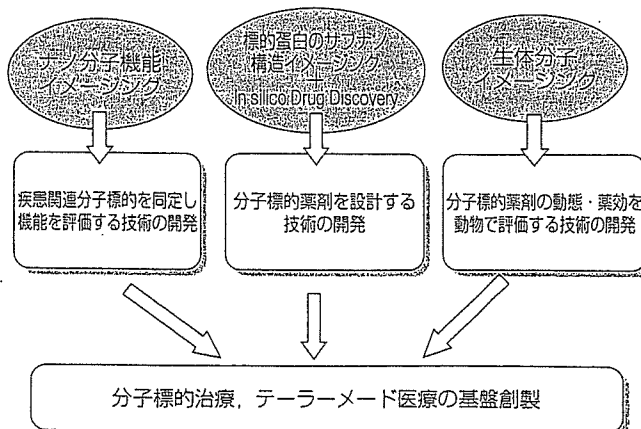 ナノ分子機能
イメージング
標的蛋白のサブナノ
構造イメージング
+
In silico Drug Discovery
生体分子
イメージング
疾患関連分子標的を同定し
機能を評価する技術の開発
分子標的薬剤を設計する
技術の開発
分子標的薬剤の動態・薬効を
動物で評価する技術の開発
分子標的治療，テーラーメード医療の基盤創製